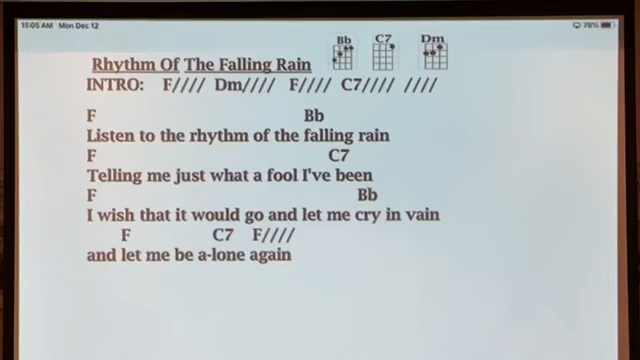 11:05 AM Mon Dec 12
78%
Bb C7 Dm
Rhythm Of The Falling Rain
INTRO: F//// Dm//// F//// C7//// ////
F Bb
Listen to the rhythm of the falling rain
F C7
Telling me just what a fool I've been
F Bb
I wish that it would go and let me cry in vain
F C7 F////
and let me be a-lone again